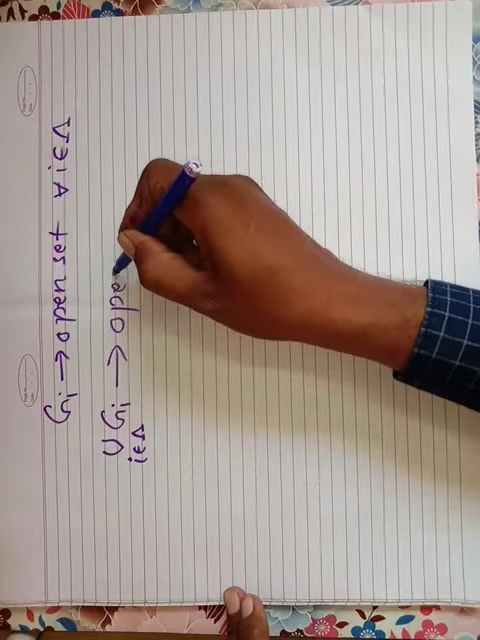 Gᵢ → open set ∀ i ∈ Δ
∪ Gᵢ → ope
i ∈ Δ